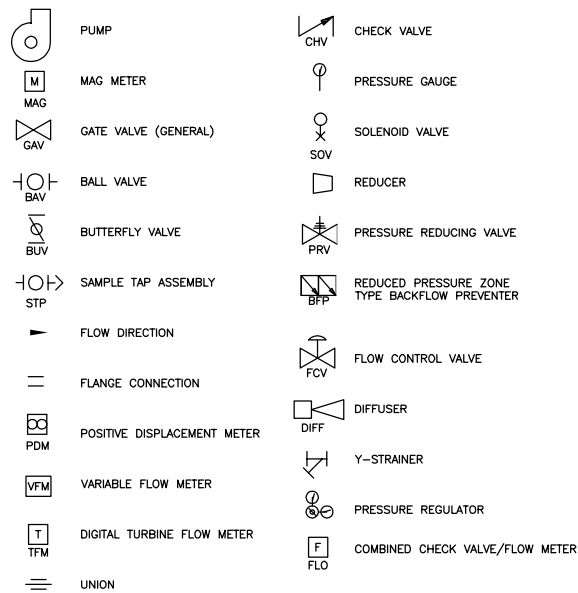 PUMP
M
MAG
MAG METER
GAV
GATE VALVE (GENERAL)
BAV
BALL VALVE
BUV
BUTTERFLY VALVE
STP
SAMPLE TAP ASSEMBLY
FLOW DIRECTION
FLANGE CONNECTION
PDM
POSITIVE DISPLACEMENT METER
VFM
VARIABLE FLOW METER
T
TFM
DIGITAL TURBINE FLOW METER
UNION
CHV
CHECK VALVE
PRESSURE GAUGE
SOV
SOLENOID VALVE
REDUCER
PRV
PRESSURE REDUCING VALVE
BFP
REDUCED PRESSURE ZONE
TYPE BACKFLOW PREVENTER
FCV
FLOW CONTROL VALVE
DIFF
DIFFUSER
Y-STRAINER
PRESSURE REGULATOR
F
FLO
COMBINED CHECK VALVE/FLOW METER